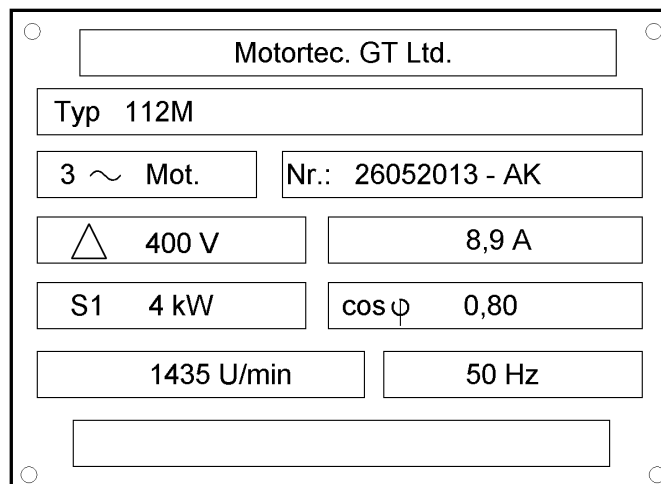 Motortec. GT Ltd.
Typ 112M
3 ~ Mot. Nr.: 26052013 - AK
△ 400 V 8,9 A
S1 4 kW cos φ 0,80
1435 U/min 50 Hz